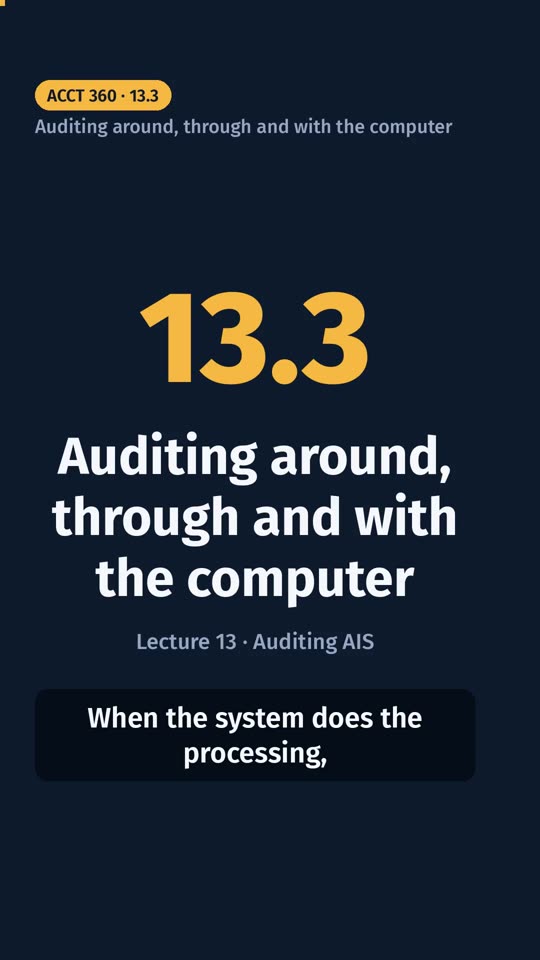 ACCT 360 · 13.3
Auditing around, through and with the computer
13.3
Auditing around,
through and with
the computer
Lecture 13 · Auditing AIS
When the system does the
processing,